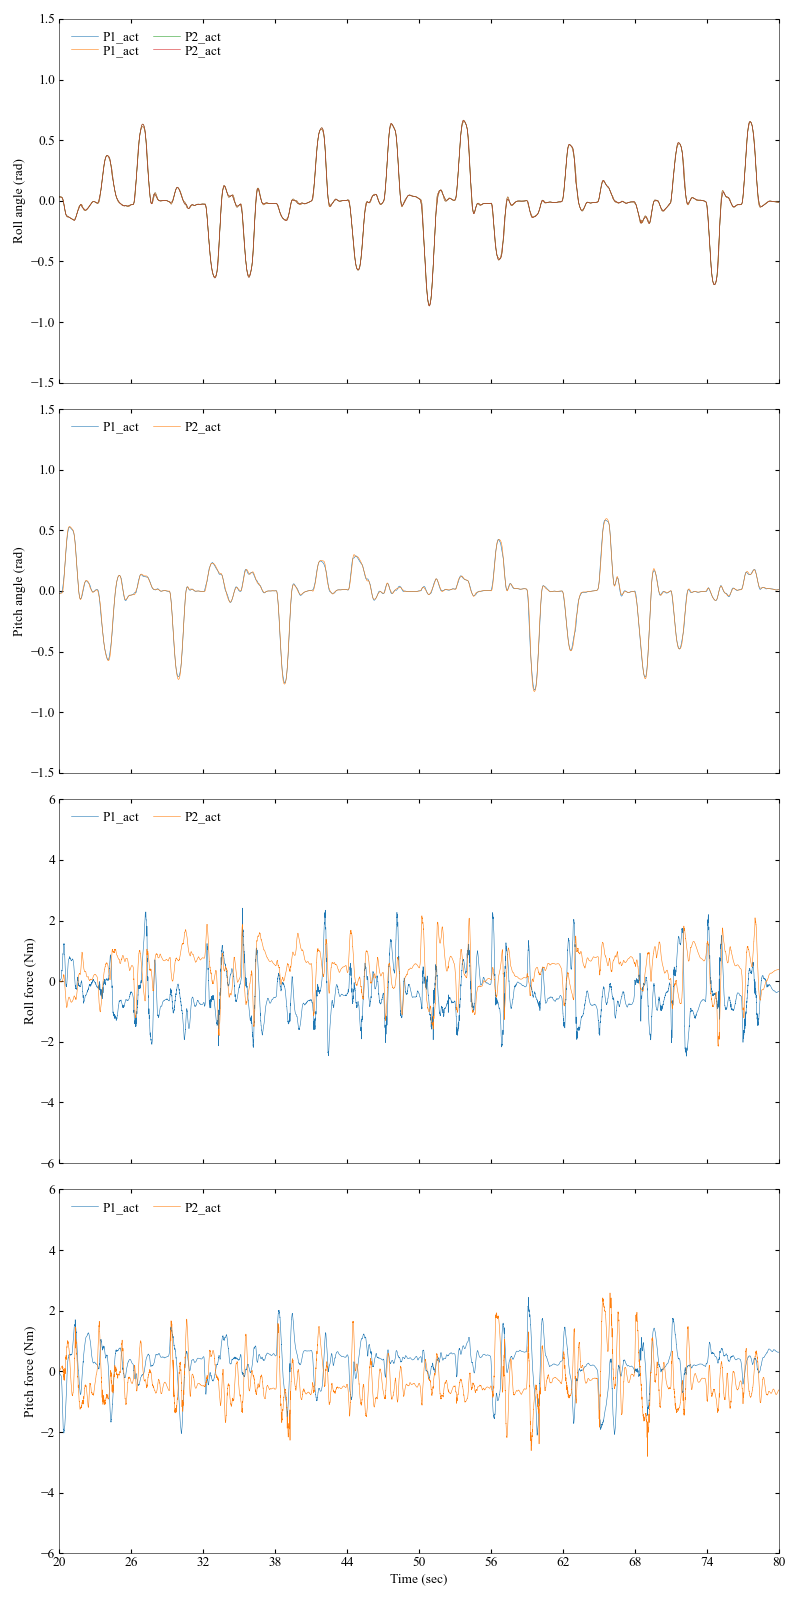 1.5
P1_act P2_act
P1_act P2_act
1.0
0.5
0.0
−0.5
−1.0
−1.5
Roll angle (rad)
1.5
P1_act P2_act
1.0
0.5
0.0
−0.5
−1.0
−1.5
Pitch angle (rad)
6
P1_act P2_act
4
2
0
−2
−4
−6
Roll force (Nm)
6
P1_act P2_act
4
2
0
−2
−4
−6
Pitch force (Nm)
20 26 32 38 44 50 56 62 68 74 80
Time (sec)